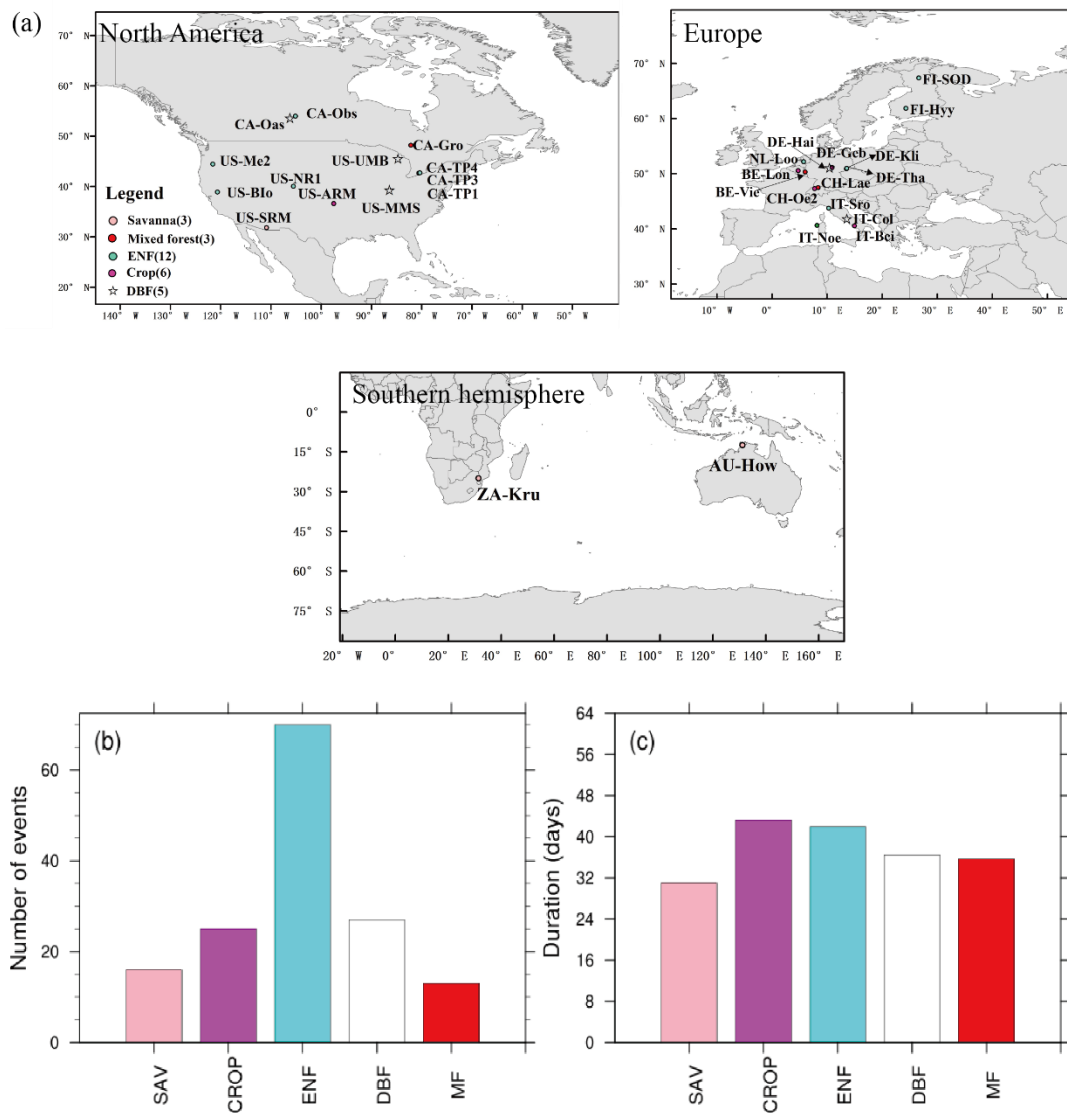 (a)
North America
70° N
60° N
50° N
40° N
30° N
20° N
CA-Oas
CA-Obs
CA-Gro
US-Me2
US-UMB
CA-TP4
US-NR1
CA-TP3
US-Blo
US-ARM
CA-TP1
US-MMS
US-SRM
Legend
Savanna(3)
Mixed forest(3)
ENF(12)
Crop(6)
DBF(5)
140° 130° 120° 110° 100° 90° 80° 70° 60° 50°
W W W W W W W W W W
Europe
70° N
60° N
50° N
40° N
30° N
FI-SOD
FI-Hyy
DE-Hai
DE-Geb
DE-Kli
NL-Loo
BE-Lon
DE-Tha
BE-Vie
CH-Lae
CH-Oe2
IT-Sro
IT-Col
IT-Noe
IT-Bci
10° W 0° 10° E 20° E 30° E 40° E 50° E
Southern hemisphere
0°
15° S
30° S
45° S
60° S
75° S
ZA-Kru
AU-How
20° W 0° 20° E 40° E 60° E 80° E 100° E 120° E 140° E 160° E
(b)
Number of events
60
40
20
0
SAV CROP ENF DBF MF
(c)
Duration (days)
64
56
48
40
32
24
16
8
0
SAV CROP ENF DBF MF